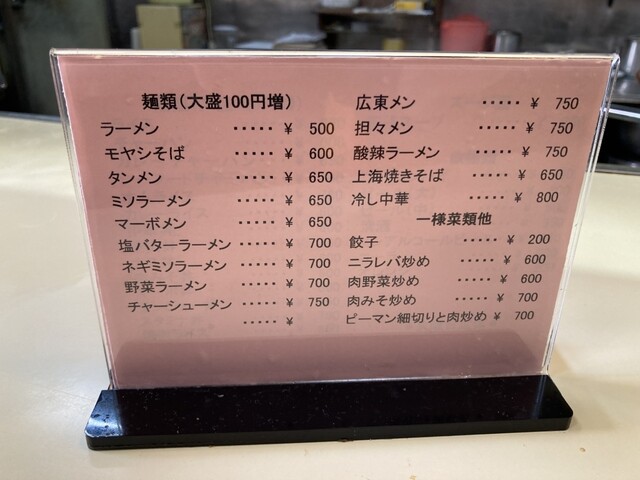 麺類(大盛100円増)
ラーメン ····· ¥ 500
モヤシそば ····· ¥ 600
タンメン ····· ¥ 650
ミソラーメン ····· ¥ 650
マーボメン ····· ¥ 650
塩バターラーメン ····· ¥ 700
ネギミソラーメン ····· ¥ 700
野菜ラーメン ····· ¥ 700
チャーシューメン ····· ¥ 750
····· ¥
広東メン ····· ¥ 750
担々メン ····· ¥ 750
酸辣ラーメン ····· ¥ 750
上海焼きそば ····· ¥ 650
冷し中華 ····· ¥ 800
一様菜類他
餃子 ····· ¥ 200
ニラレバ炒め ····· ¥ 600
肉野菜炒め ····· ¥ 600
肉みそ炒め ····· ¥ 700
ピーマン細切りと肉炒め ¥ 700